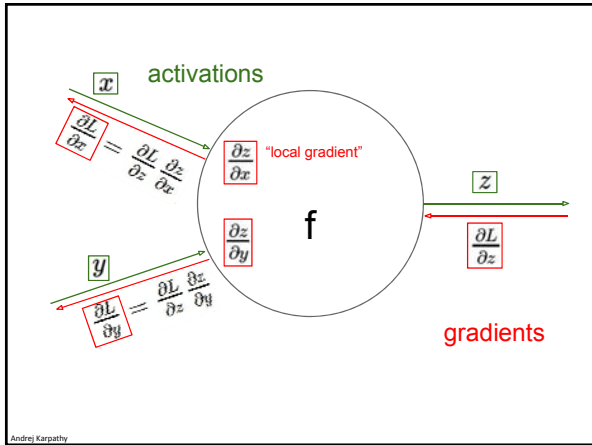 activations
x
∂L/∂x = ∂L/∂z ∂z/∂x
∂z/∂x "local gradient"
z
f
∂z/∂y
∂L/∂z
y
∂L/∂y = ∂L/∂z ∂z/∂y
gradients
Andrej Karpathy